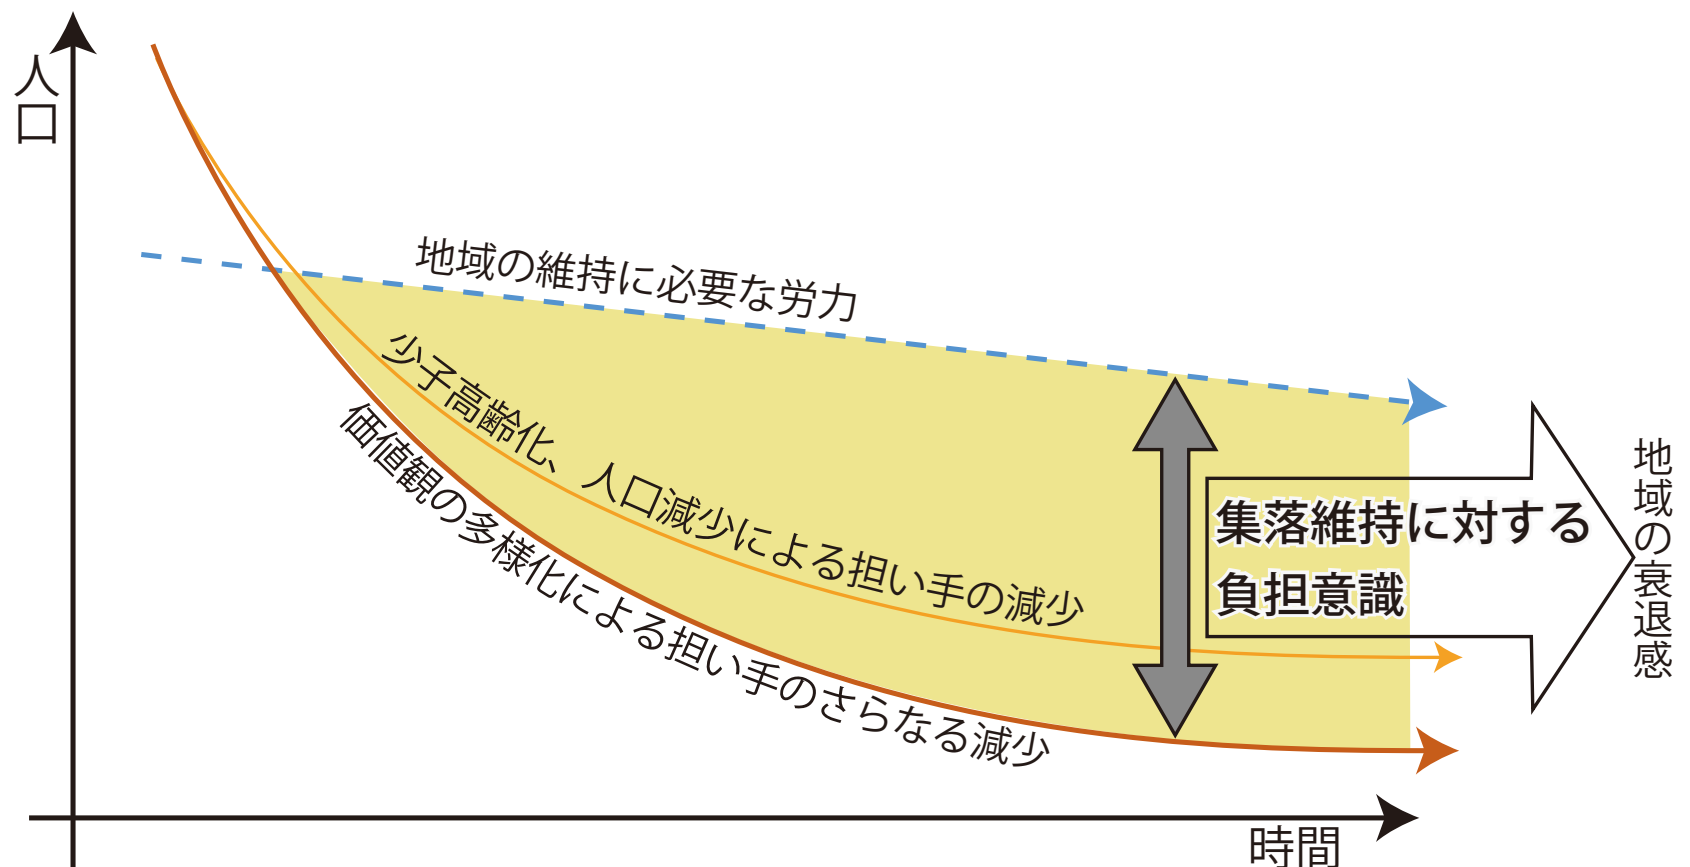 人口
地域の維持に必要な労力
少子高齢化、人口減少による担い手の減少
価値観の多様化による担い手のさらなる減少
集落維持に対する
負担意識
地域の衰退感
時間